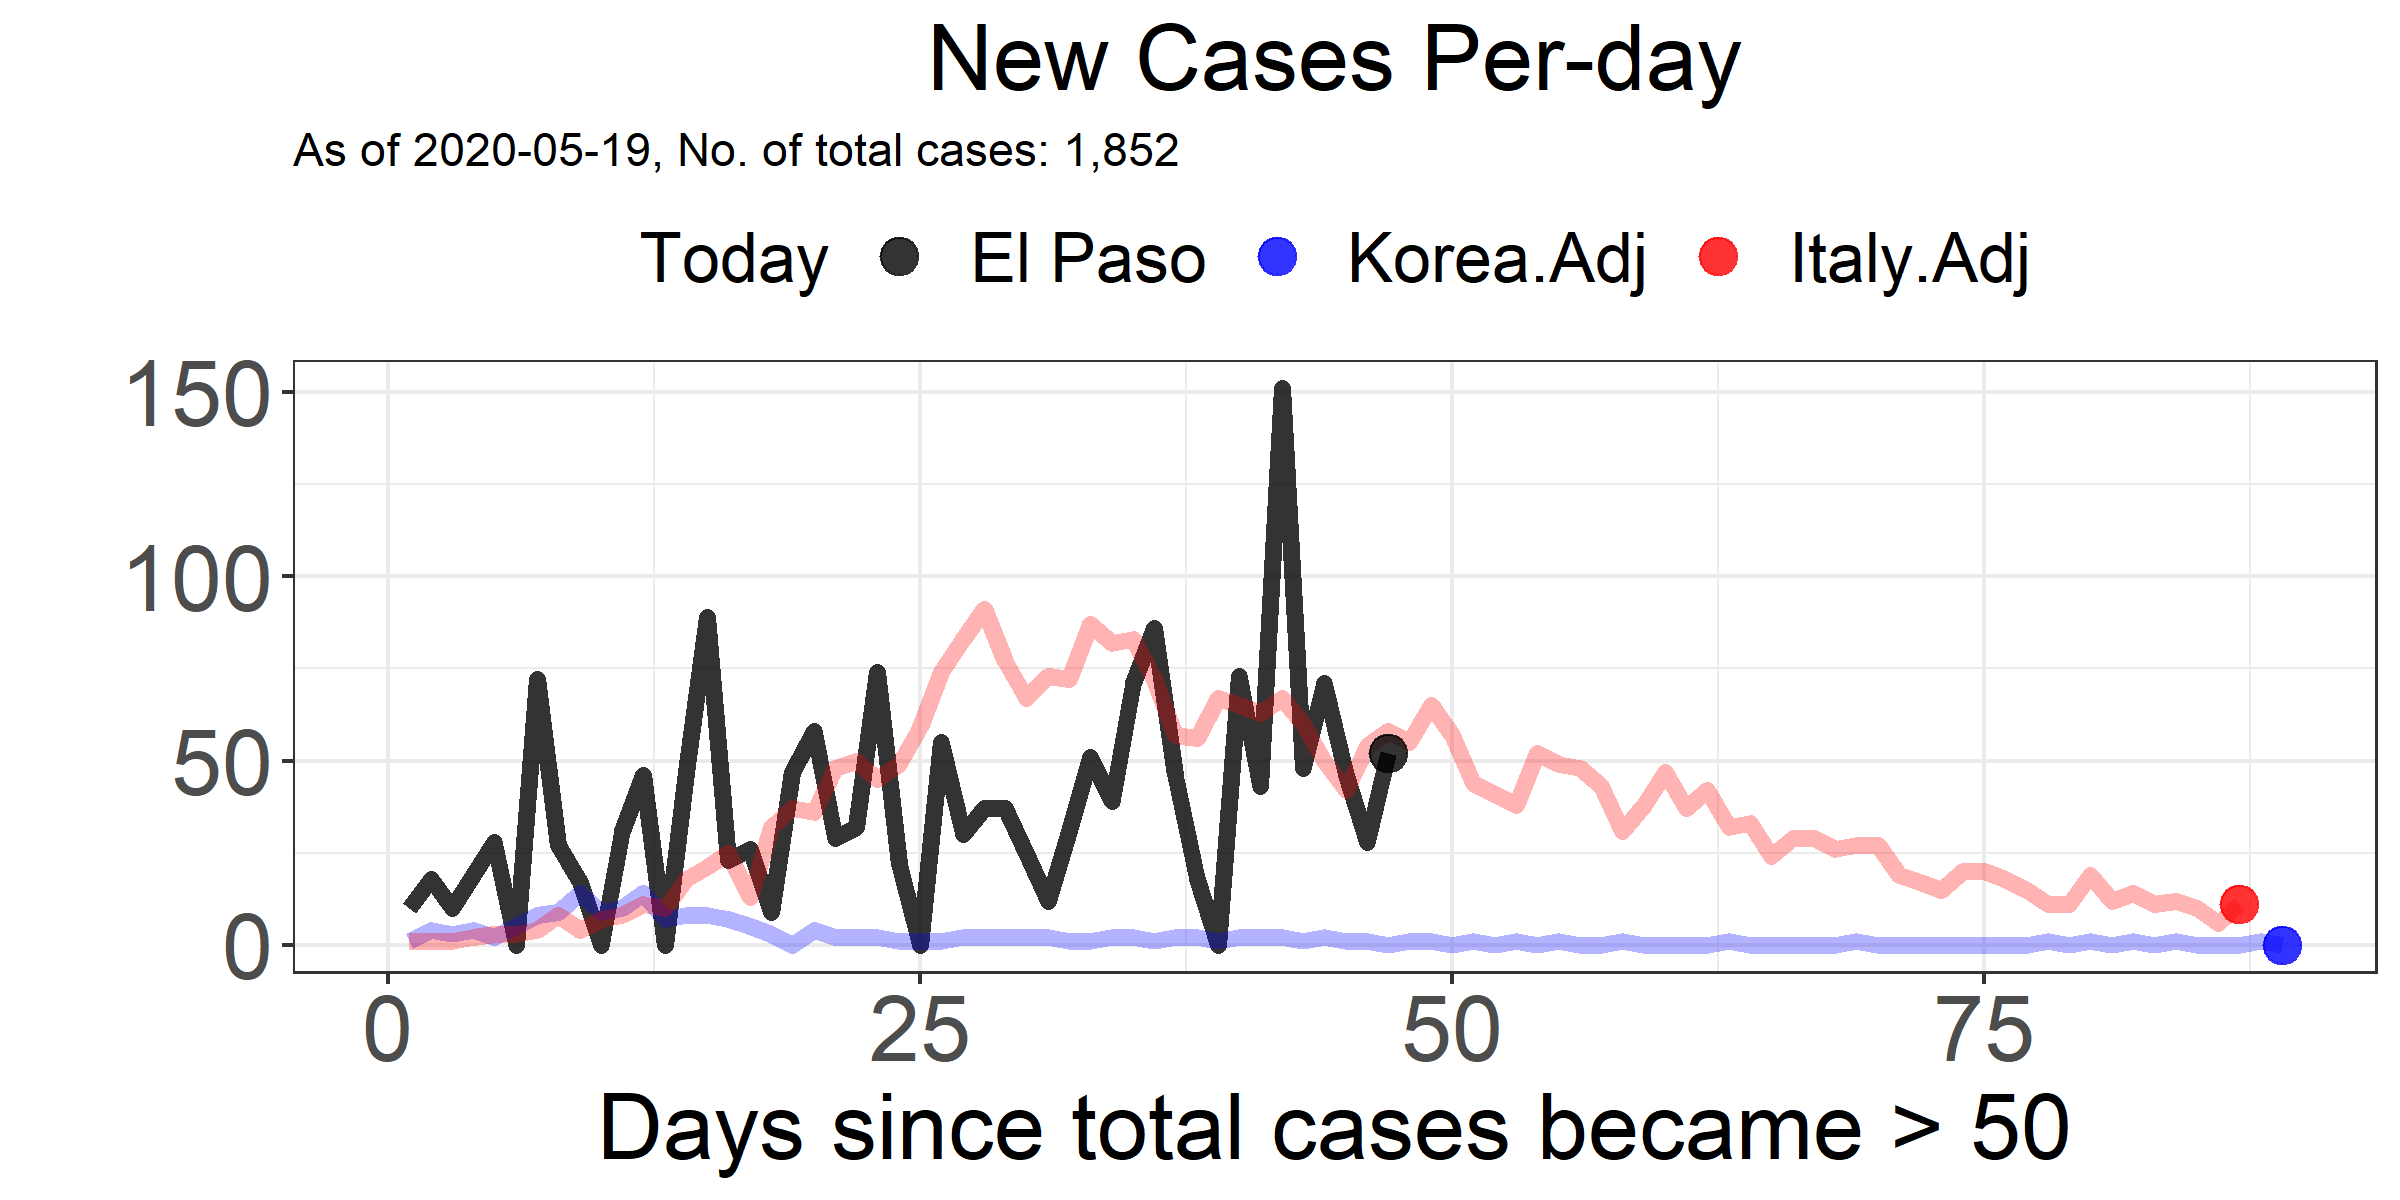 New Cases Per-day
As of 2020-05-19, No. of total cases: 1,852
Today El Paso Korea.Adj Italy.Adj
150
100
50
0
0 25 50 75
Days since total cases became > 50